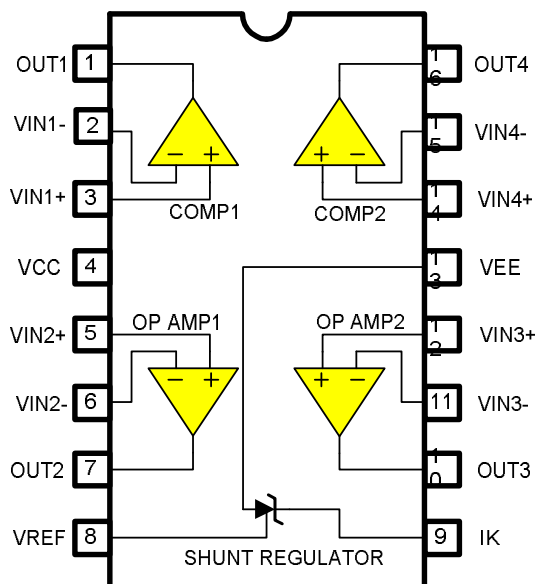 OUT1 1 16 OUT4
VIN1- 2 15 VIN4-
VIN1+ 3 14 VIN4+
− + + −
COMP1 COMP2
VCC 4 13 VEE
VIN2+ 5 OP AMP1 OP AMP2 12 VIN3+
− + + −
VIN2- 6 11 VIN3-
OUT2 7 10 OUT3
VREF 8 9 IK
SHUNT REGULATOR